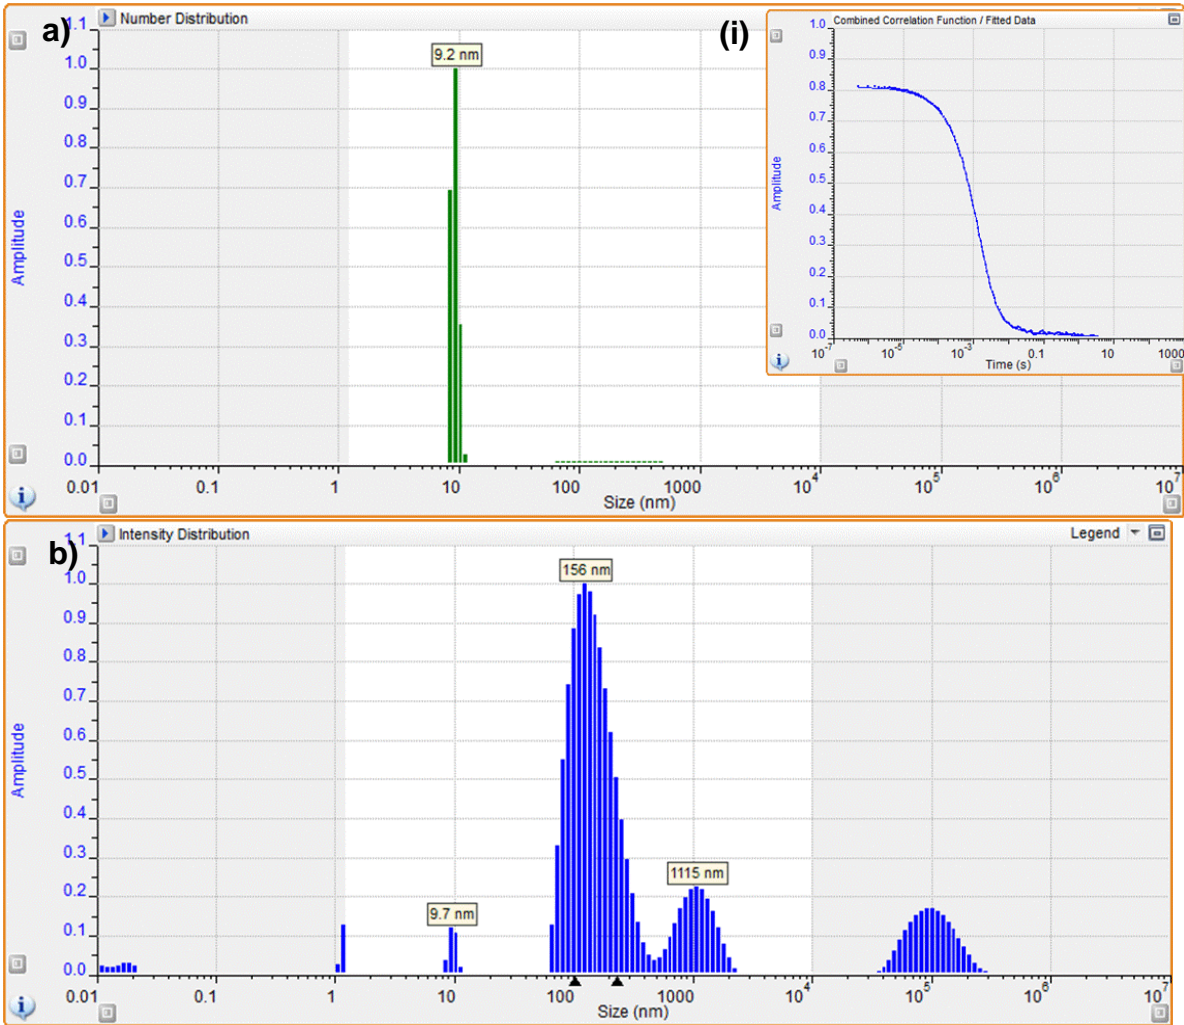 a)
Number Distribution
1.1
1.0
0.9
0.8
0.7
0.6
0.5
0.4
0.3
0.2
0.1
0.0
Amplitude
9.2 nm
0.01 0.1 1 10 100 1000 10^4 10^5 10^6 10^7
Size (nm)
(i)
Combined Correlation Function / Fitted Data
1.0
0.9
0.8
0.7
0.6
0.5
0.4
0.3
0.2
0.1
0.0
Amplitude
10^-7 10^-5 10^-3 0.1 10 1000
Time (s)
b)
Intensity Distribution
Legend
1.1
1.0
0.9
0.8
0.7
0.6
0.5
0.4
0.3
0.2
0.1
0.0
Amplitude
156 nm
1115 nm
9.7 nm
0.01 0.1 1 10 100 1000 10^4 10^5 10^6 10^7
Size (nm)